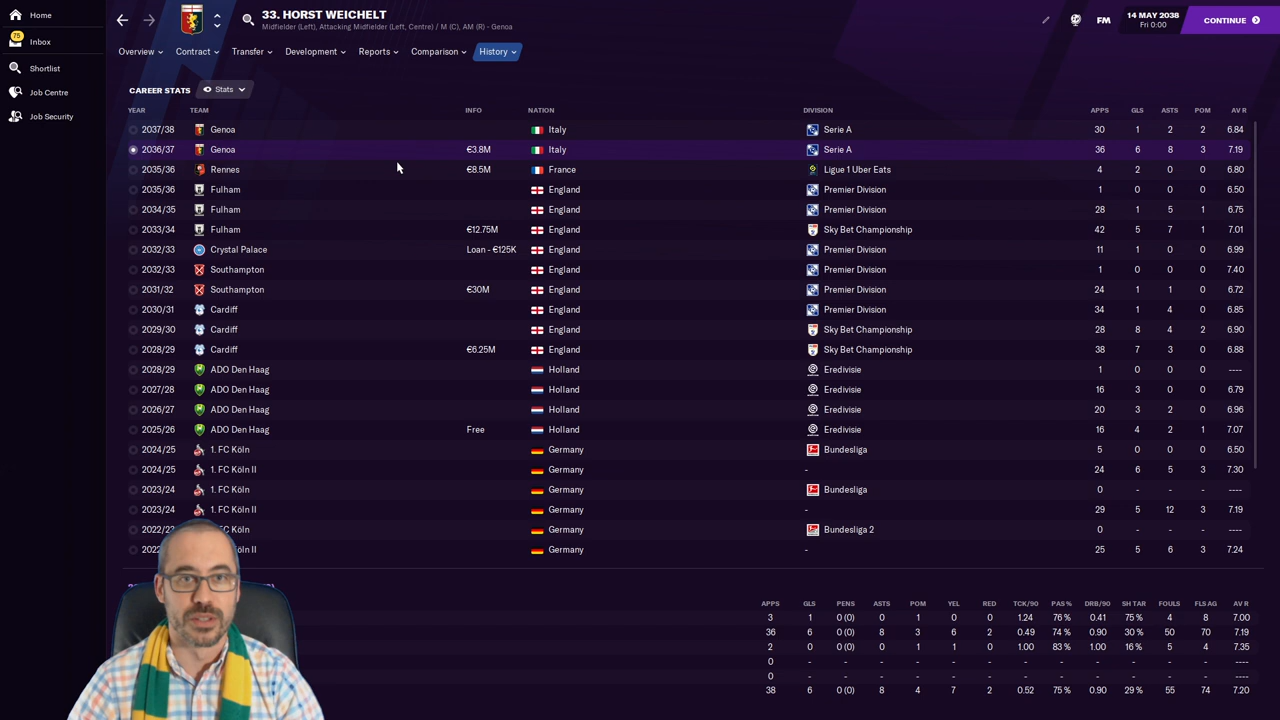 Home
75
Inbox
Shortlist
Job Centre
Job Security
33. HORST WEICHELT
Midfielder (Left), Attacking Midfielder (Left, Centre) / M (C), AM (R) - Genoa
FM
14 MAY 2038
Fri 0:00
CONTINUE
Overview Contract Transfer Development Reports Comparison History
CAREER STATS Stats
YEAR TEAM INFO NATION DIVISION APPS GLS ASTS POM AV R
2037/38 Genoa Italy Serie A 30 1 2 2 6.84
2036/37 Genoa €3.8M Italy Serie A 36 6 8 3 7.19
2035/36 Rennes €8.5M France Ligue 1 Uber Eats 4 2 0 0 6.80
2035/36 Fulham England Premier Division 1 0 0 0 6.50
2034/35 Fulham England Premier Division 28 1 5 1 6.75
2033/34 Fulham €12.75M England Sky Bet Championship 42 5 7 1 7.01
2032/33 Crystal Palace Loan - €125K England Premier Division 11 1 0 0 6.99
2032/33 Southampton England Premier Division 1 0 0 0 7.40
2031/32 Southampton €30M England Premier Division 24 1 1 0 6.72
2030/31 Cardiff England Premier Division 34 1 4 0 6.85
2029/30 Cardiff England Sky Bet Championship 28 8 4 2 6.90
2028/29 Cardiff €6.25M England Sky Bet Championship 38 7 3 0 6.88
2028/29 ADO Den Haag Holland Eredivisie 1 0 0 0 ----
2027/28 ADO Den Haag Holland Eredivisie 16 3 3 0 6.79
2026/27 ADO Den Haag Holland Eredivisie 20 3 2 0 6.96
2025/26 ADO Den Haag Free Holland Eredivisie 16 4 2 1 7.07
2024/25 1. FC Köln Germany Bundesliga 5 0 0 0 6.50
2024/25 1. FC Köln II Germany - 24 6 5 3 7.30
2023/24 1. FC Köln Germany Bundesliga 0 - - - ----
2023/24 1. FC Köln II Germany - 29 5 12 3 7.19
2022/23 FC Köln Germany Bundesliga 2 0 - - - ----
2022 Köln II Germany - 25 5 6 3 7.24
APPS GLS PENS ASTS POM YEL RED TCK/90 PAS % DRB/90 SH TAR FOULS FLS AG AV R
3 1 0 (0) 0 1 0 0 1.24 76 % 0.41 75 % 4 8 7.00
36 6 0 (0) 8 3 6 2 0.49 74 % 0.90 30 % 50 70 7.19
2 0 0 (0) 0 1 1 0 1.00 83 % 1.00 16 % 5 4 7.35
0 - - - - - - - - - - - - ----
0 - - - - - - - - - - - - ----
38 6 0 (0) 8 4 7 2 0.52 75 % 0.90 29 % 55 74 7.20